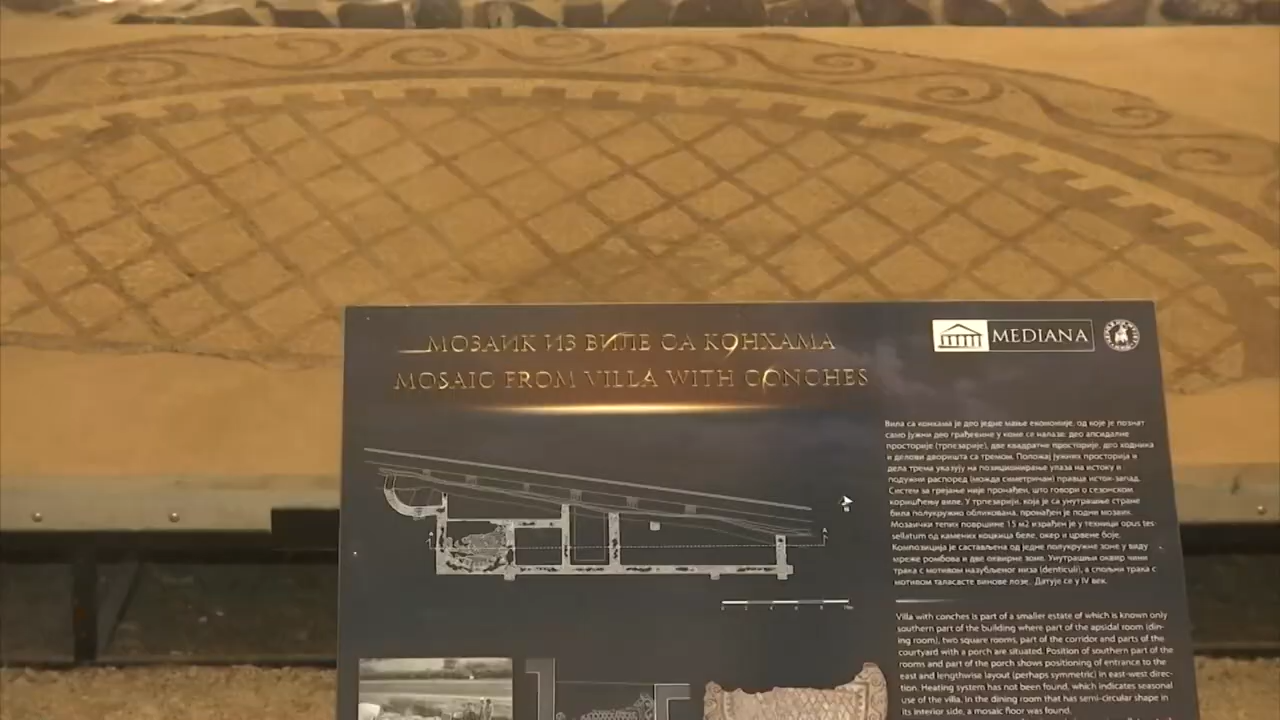 МОЗАИК ИЗ ВИЛЕ СА КОНХАМА
MOSAIC FROM VILLA WITH CONCHES
MEDIANA
Вила са конхама је део једне мање економије, од које је познат
само јужни део грађевине у коме се налазе: део апсидалне
просторије (трпезарије), две квадратне просторије, део ходника
и делови дворишта са тремом. Положај јужних просторија и
дела трема указују на позиционирање улаза на истоку и
подужни распоред (можда симетричан) правца исток-запад.
Систем за грејање није пронађен, што говори о сезонском
коришћењу виле. У трпезарији, која је са унутрашње стране
била полукружно обликована, пронађен је подни мозаик.
Мозаички тепих површине 15 м2 израђен је у техници opus tes-
sellatum од камених коцкица беле, окер и црвене боје.
Композиција је састављена од једне полукружне зоне у виду
мреже ромбова и две оквирне зоне. Унутрашњи оквир чини
трака с мотивом назубљеног низа (denticuli), а спољни трака с
мотивом таласасте винове лозе. Датује се у IV век.
Villa with conches is part of a smaller estate of which is known only
southern part of the building where part of the apsidal room (din-
ing room), two square rooms, part of the corridor and parts of the
courtyard with a porch are situated. Position of southern part of the
rooms and part of the porch shows positioning of entrance to the
east and lengthwise layout (perhaps symmetric) in east-west direc-
tion. Heating system has not been found, which indicates seasonal
use of the villa. In the dining room that has semi-circular shape in
its interior side, a mosaic floor was found.